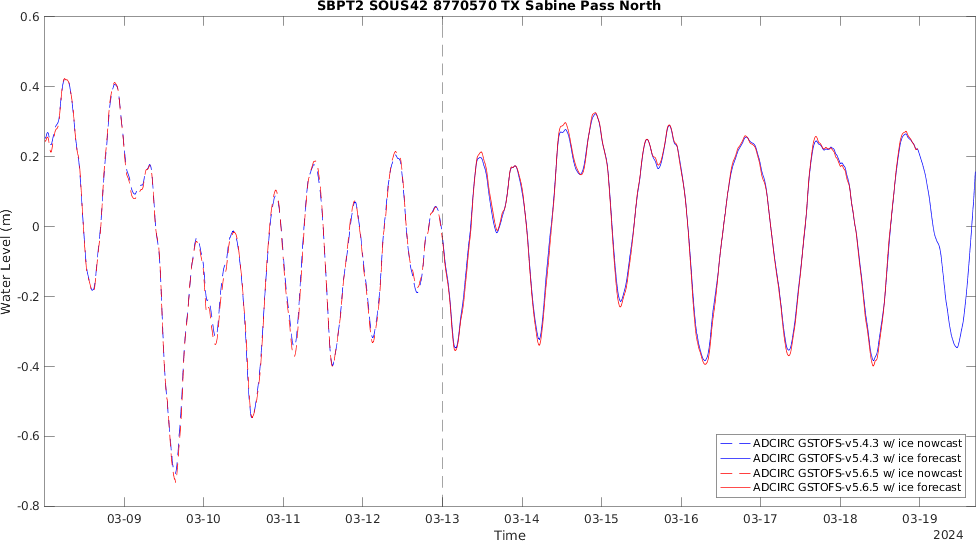 SBPT2 SOUS42 8770570 TX Sabine Pass North
0.6
0.4
0.2
0
-0.2
-0.4
-0.6
-0.8
Water Level (m)
03-09
03-10
03-11
03-12
03-13
03-14
03-15
03-16
03-17
03-18
03-19
Time
2024
ADCIRC GSTOFS-v5.4.3 w/ ice nowcast
ADCIRC GSTOFS-v5.4.3 w/ ice forecast
ADCIRC GSTOFS-v5.6.5 w/ ice nowcast
ADCIRC GSTOFS-v5.6.5 w/ ice forecast